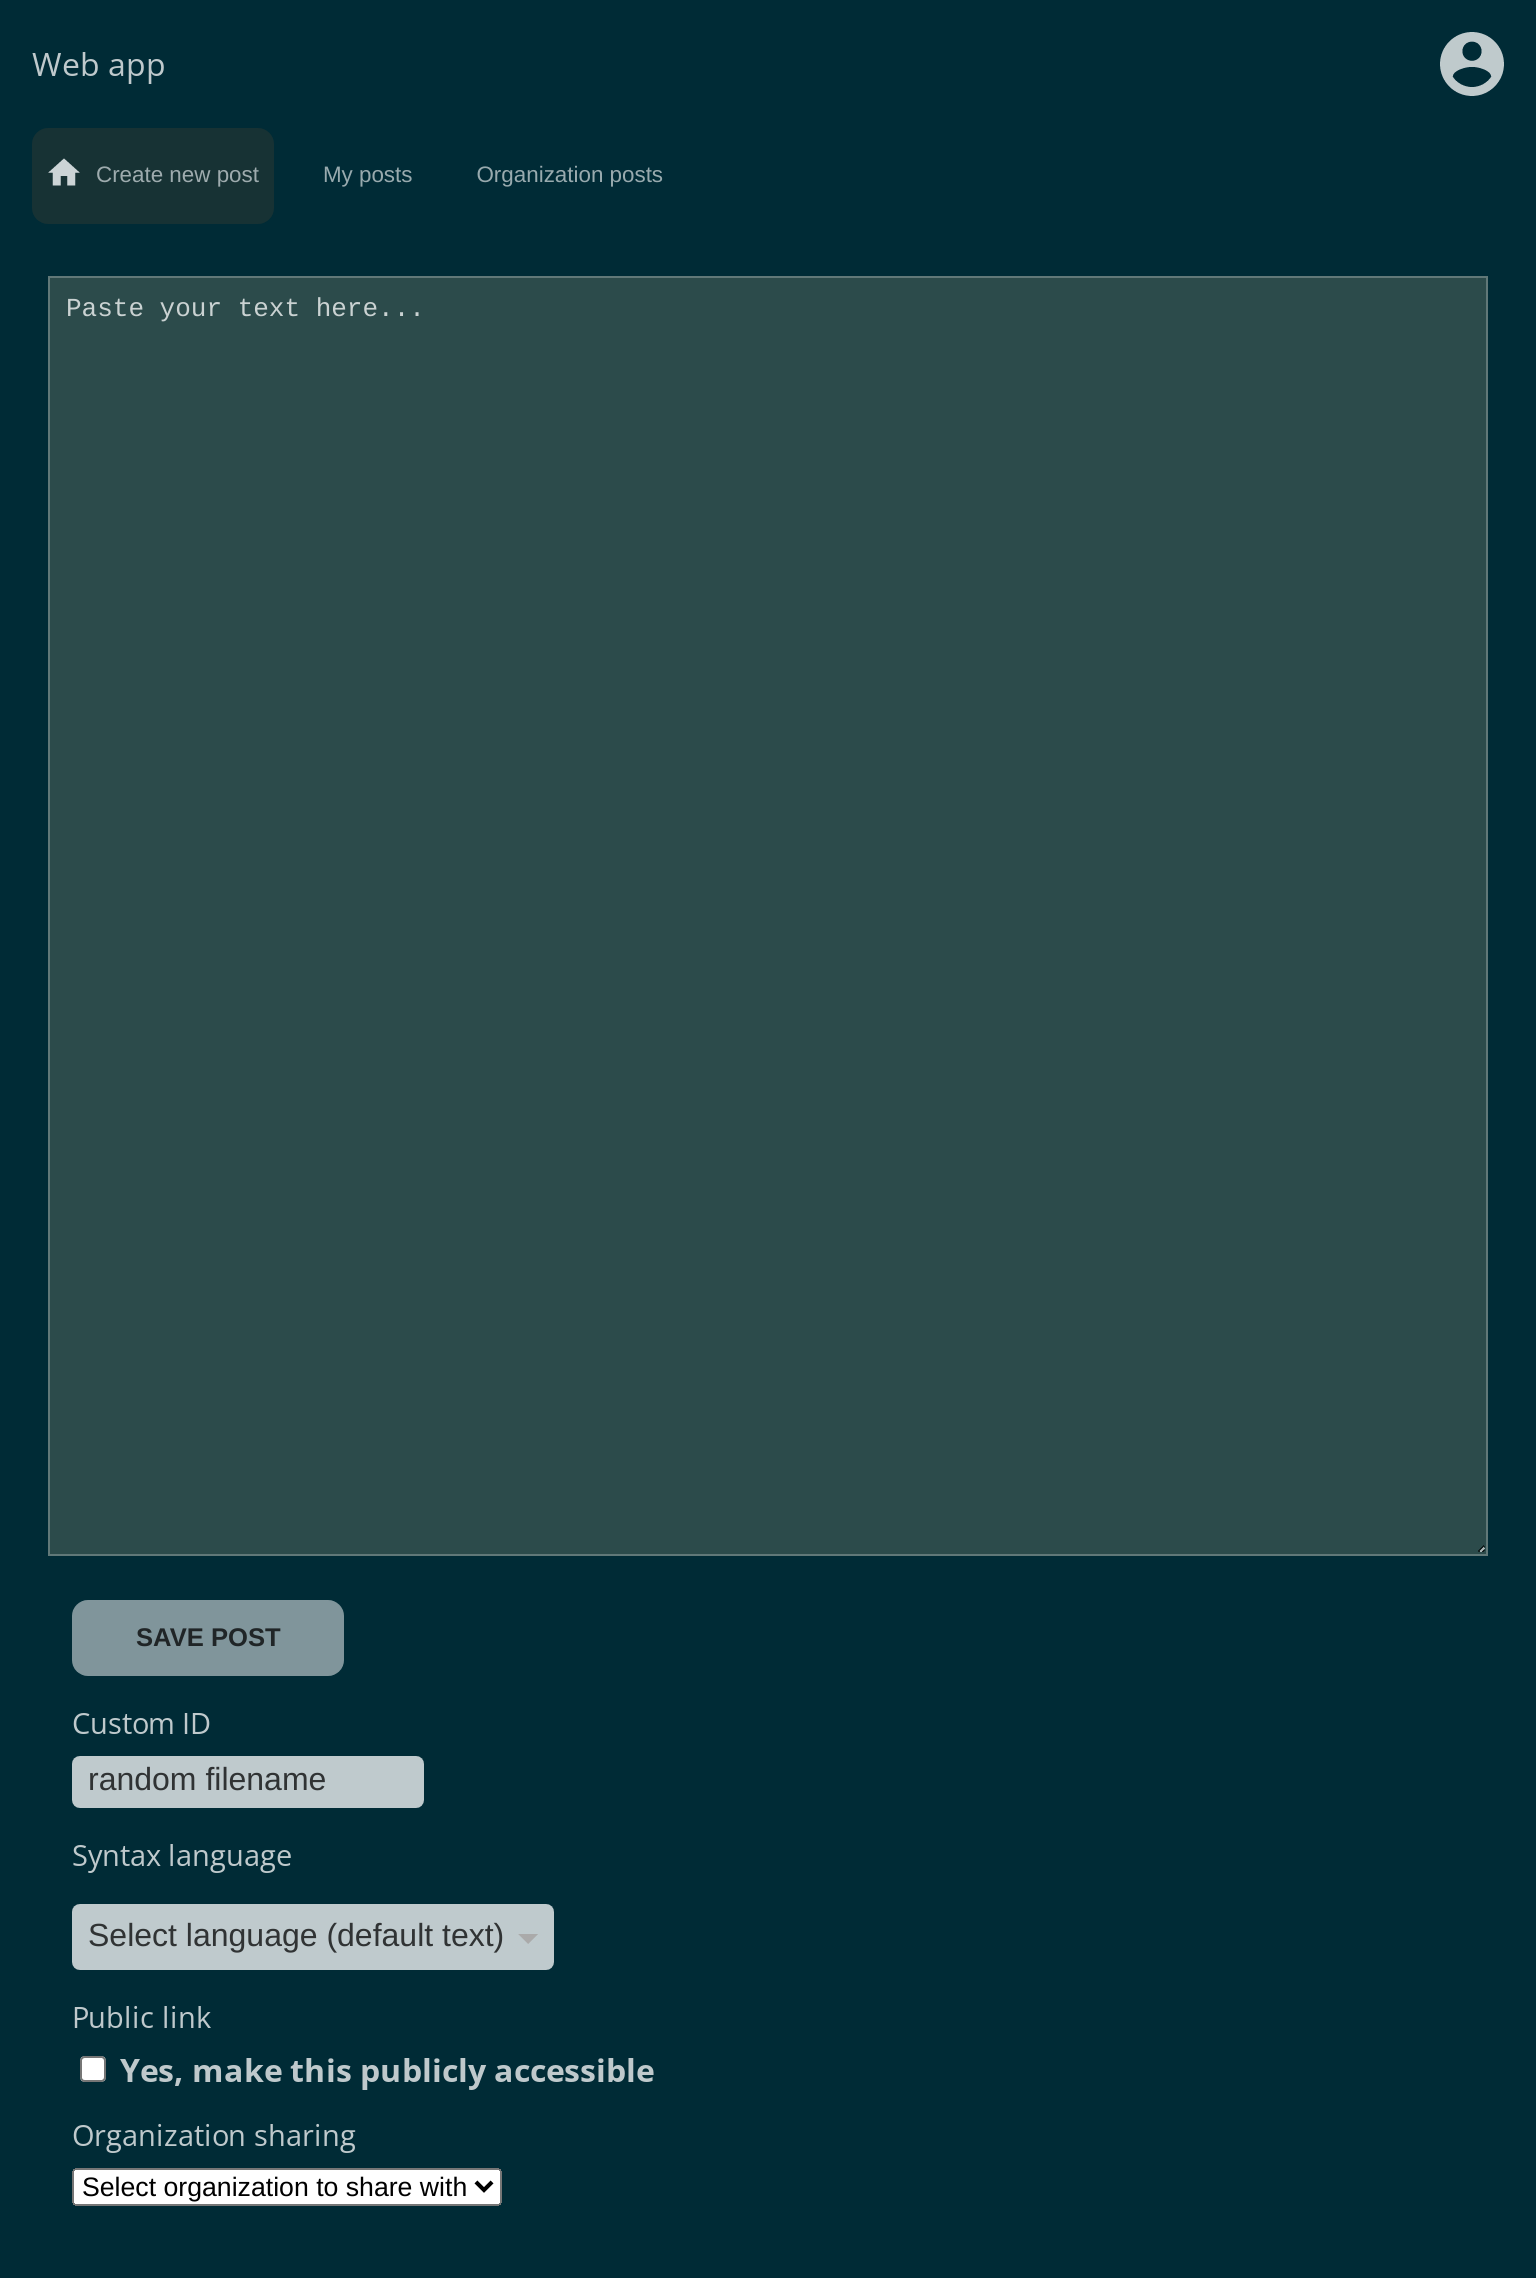 Web app
Create new post
My posts
Organization posts
Paste your text here...
SAVE POST
Custom ID
random filename
Syntax language
Select language (default text)
Public link
Yes, make this publicly accessible
Organization sharing
Select organization to share with